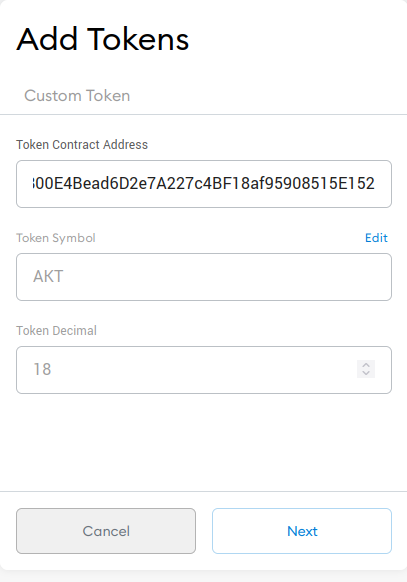 Add Tokens
Custom Token
Token Contract Address
300E4Bead6D2e7A227c4BF18af95908515E152
Token Symbol
Edit
AKT
Token Decimal
18
Cancel
Next